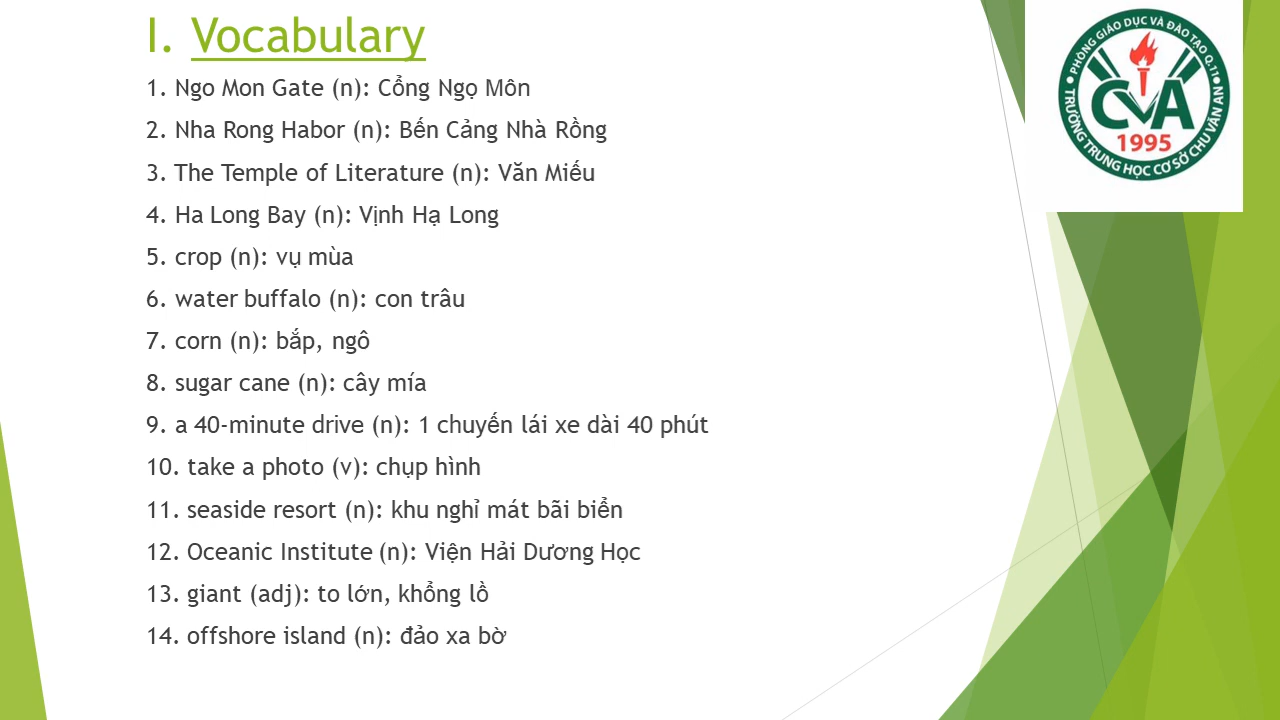 I. Vocabulary
1. Ngo Mon Gate (n): Cổng Ngọ Môn
2. Nha Rong Habor (n): Bến Cảng Nhà Rồng
3. The Temple of Literature (n): Văn Miếu
4. Ha Long Bay (n): Vịnh Hạ Long
5. crop (n): vụ mùa
6. water buffalo (n): con trâu
7. corn (n): bắp, ngô
8. sugar cane (n): cây mía
9. a 40-minute drive (n): 1 chuyến lái xe dài 40 phút
10. take a photo (v): chụp hình
11. seaside resort (n): khu nghỉ mát bãi biển
12. Oceanic Institute (n): Viện Hải Dương Học
13. giant (adj): to lớn, khổng lồ
14. offshore island (n): đảo xa bờ
PHÒNG GIÁO DỤC VÀ ĐÀO TẠO Q.11
CVA
1995
TRƯỜNG TRUNG HỌC CƠ SỞ CHU VĂN AN